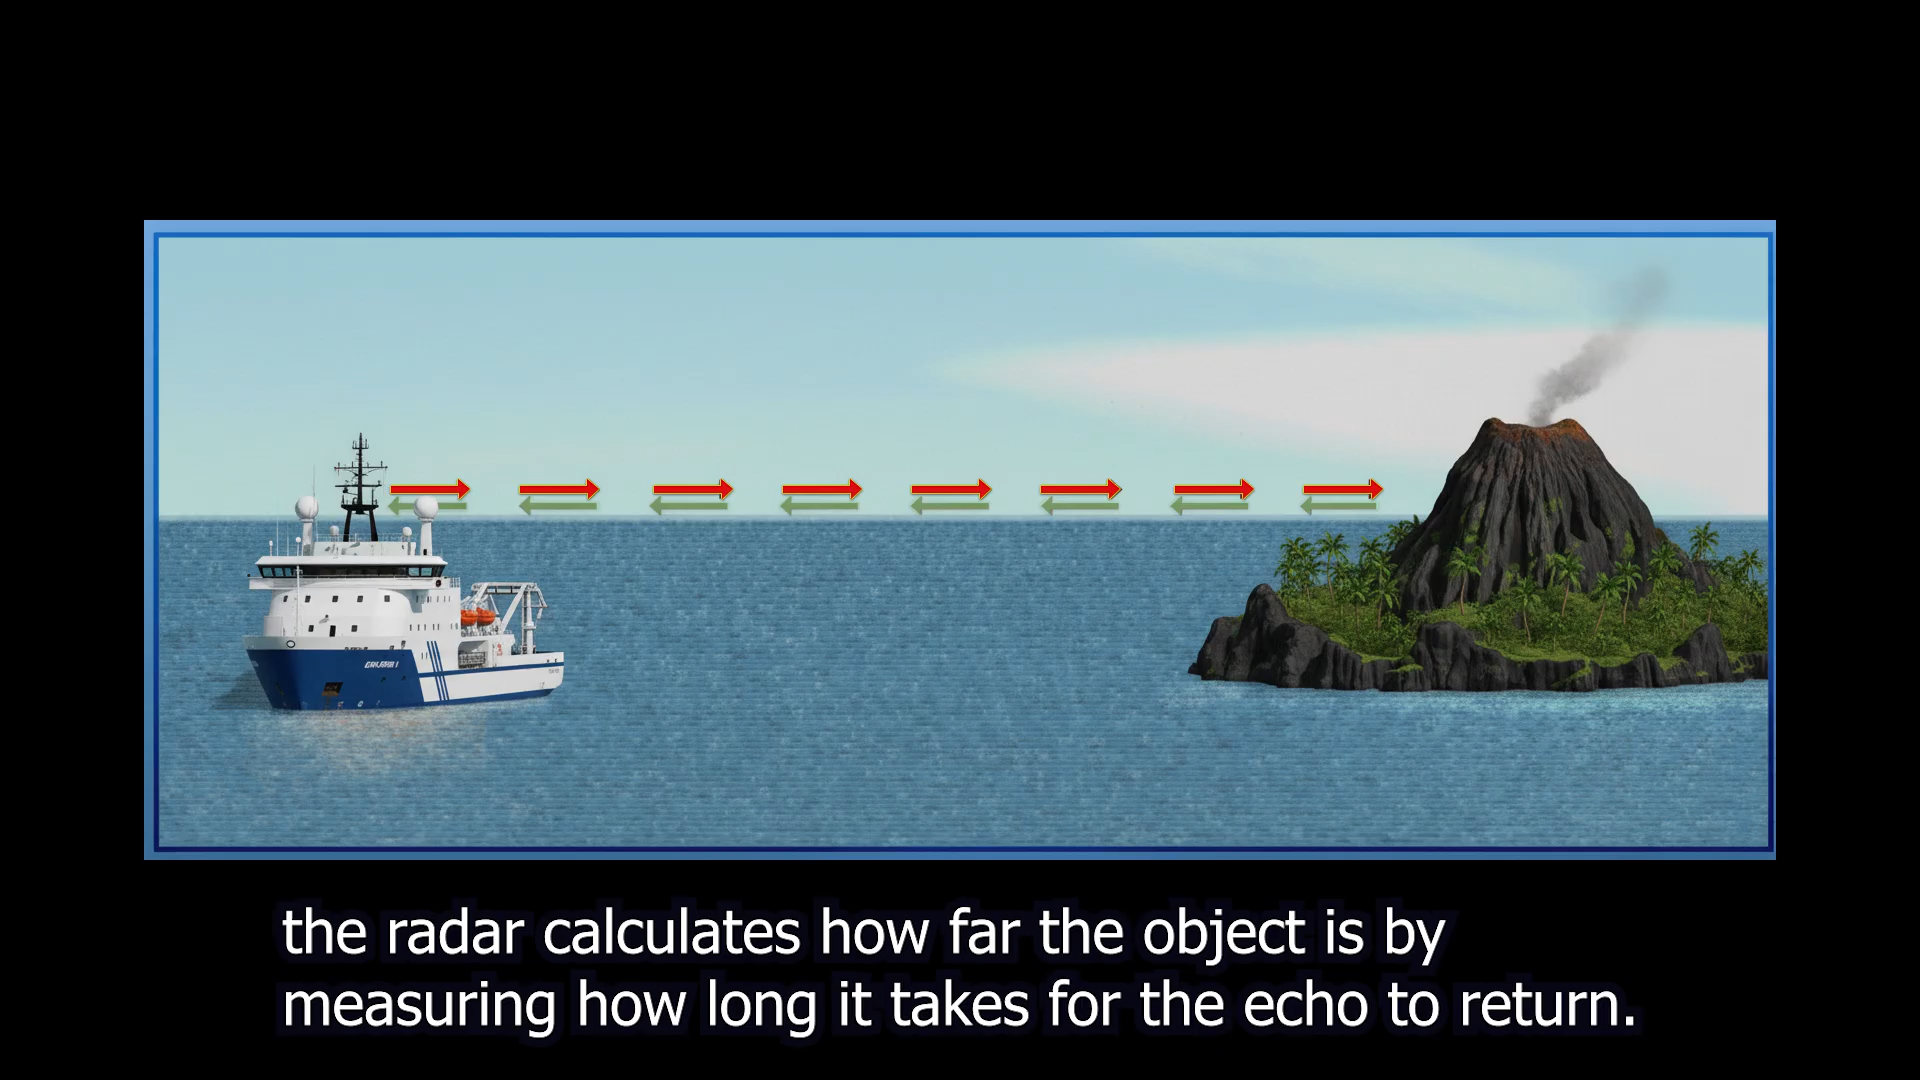 the radar calculates how far the object is by
measuring how long it takes for the echo to return.